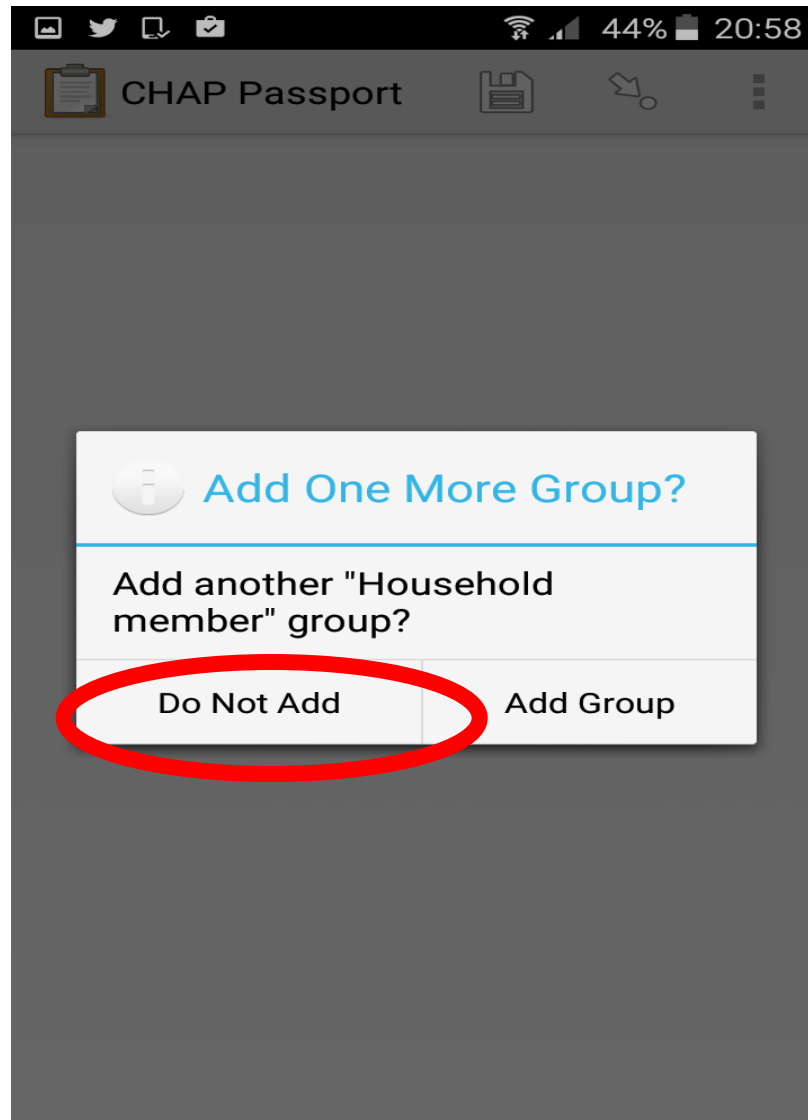 44% 20:58
CHAP Passport
Add One More Group?
Add another "Household
member" group?
Do Not Add Add Group